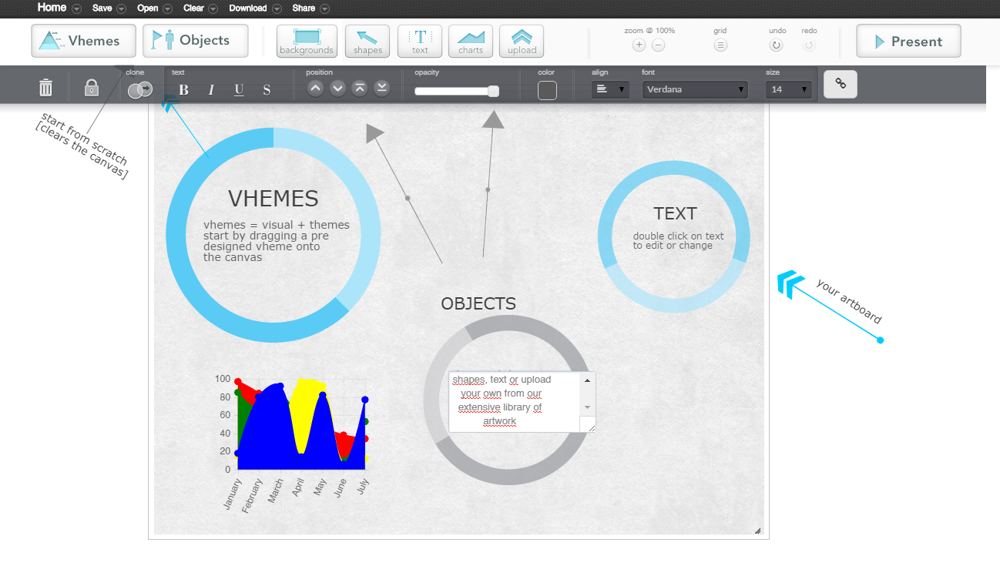 Home Save Open Clear Download Share
Vhemes Objects backgrounds shapes T text charts upload zoom @ 100% grid undo redo Present
clone text position opacity color align font size
B I U S Verdana 14
start from scratch
[clears the canvas]
VHEMES
vhemes = visual + themes
start by dragging a pre
designed vheme onto
the canvas
TEXT
double click on text
to edit or change
your artboard
OBJECTS
shapes, text or upload
your own from our
extensive library of
artwork
100
80
60
40
20
0
January February March April May June July